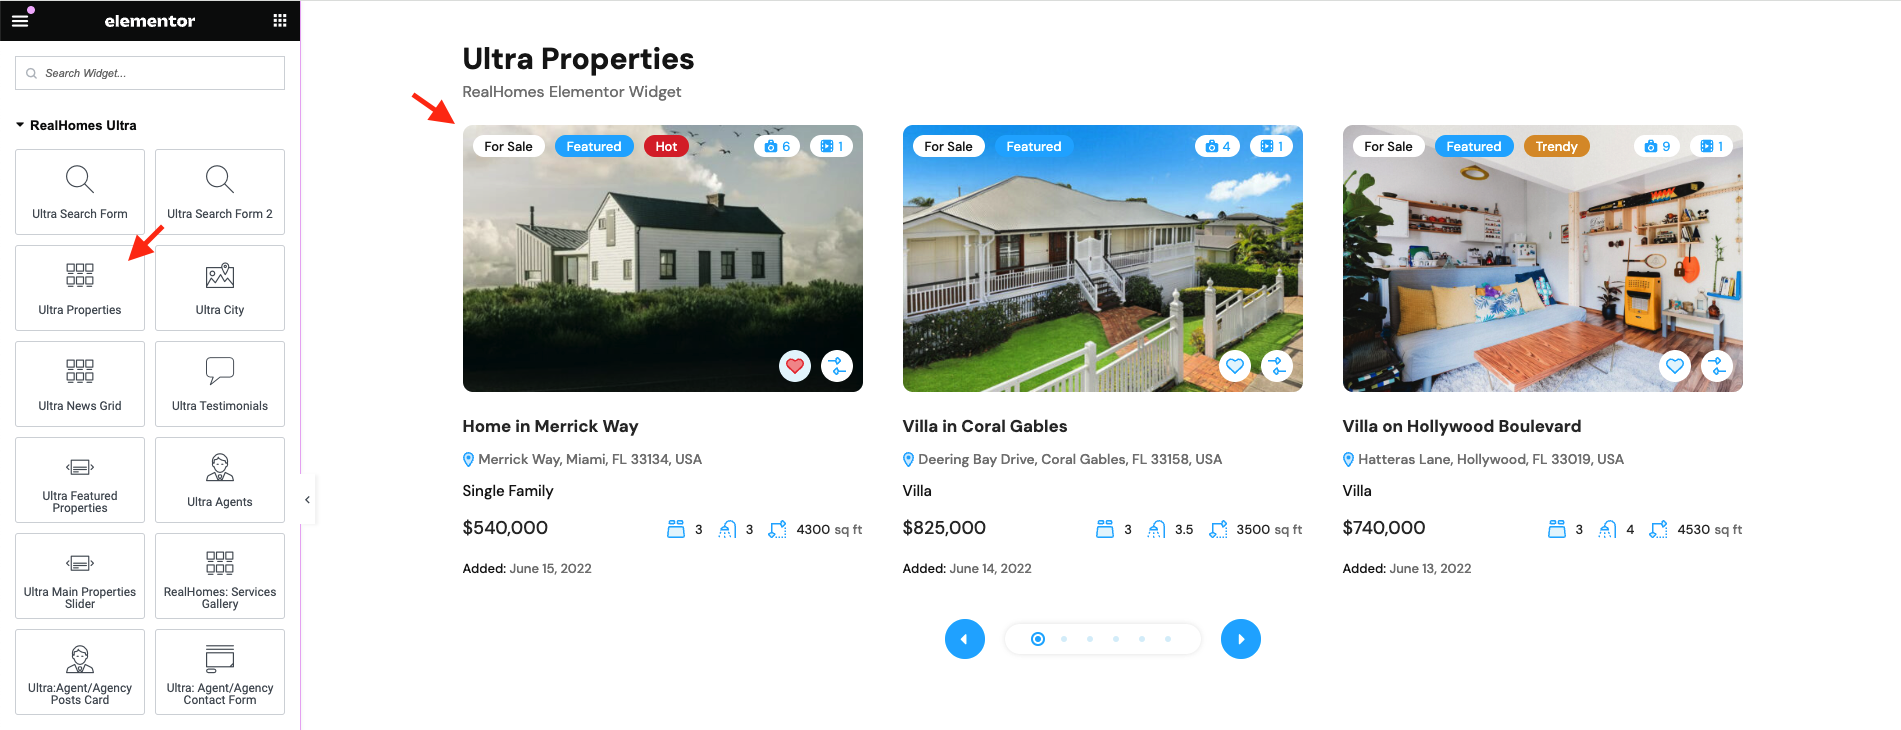 elementor
Search Widget...
RealHomes Ultra
Ultra Search Form
Ultra Search Form 2
Ultra Properties
Ultra City
Ultra News Grid
Ultra Testimonials
Ultra Featured
Properties
Ultra Agents
Ultra Main Properties
Slider
RealHomes: Services
Gallery
Ultra:Agent/Agency
Posts Card
Ultra: Agent/Agency
Contact Form
Ultra Properties
RealHomes Elementor Widget
For Sale Featured Hot 6 1
Home in Merrick Way
Merrick Way, Miami, FL 33134, USA
Single Family
$540,000 3 3 4300 sq ft
Added: June 15, 2022
For Sale Featured 4 1
Villa in Coral Gables
Deering Bay Drive, Coral Gables, FL 33158, USA
Villa
$825,000 3 3.5 3500 sq ft
Added: June 14, 2022
For Sale Featured Trendy 9 1
Villa on Hollywood Boulevard
Hatteras Lane, Hollywood, FL 33019, USA
Villa
$740,000 3 4 4530 sq ft
Added: June 13, 2022